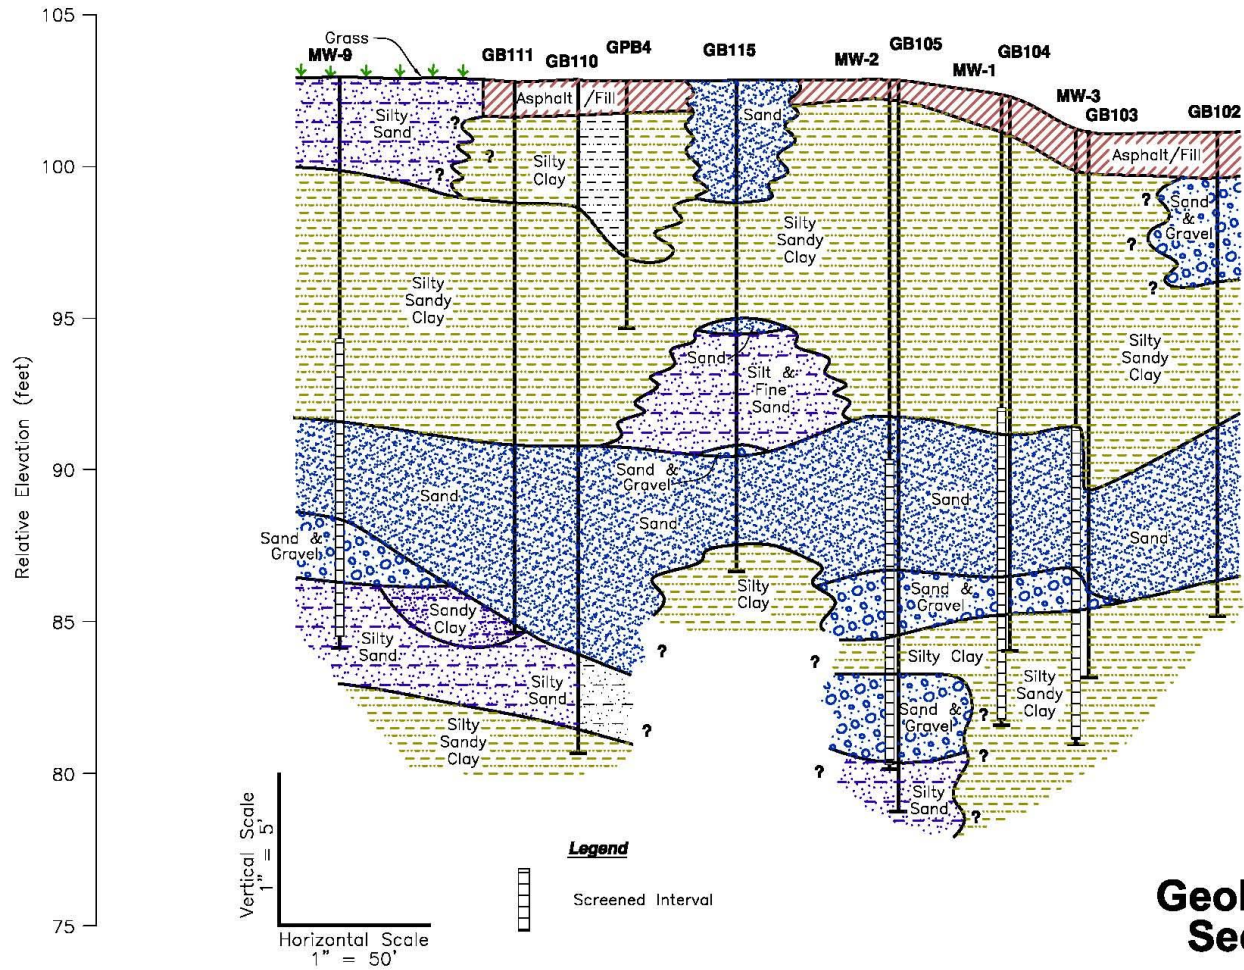 105
Grass
MW-9
GB111
GB110
GPB4
GB115
MW-2
GB105
MW-1
GB104
MW-3
GB103
GB102
Asphalt/Fill
Sand
Silty
Sand
?
?
?
Silty
Clay
100
Asphalt/Fill
Sand
&
Gravel
?
?
?
Silty
Sandy
Clay
Silty
Sandy
Clay
95
Sand
Silt &
Fine
Sand
Silty
Sandy
Clay
Relative Elevation (feet)
90
Sand &
Gravel
Sand
Sand
Sand
Sand
Sand &
Gravel
Silty
Clay
Sand &
Gravel
Sandy
Clay
85
Silty
Sand
?
?
Silty Clay
Silty
Sand
Silty
Sandy
Clay
Sand &
Gravel
?
?
Silty
Sandy
Clay
?
?
80
Silty
Sand
?
Vertical Scale
1" = 5'
Legend
Screened Interval
75
Horizontal Scale
1" = 50'
Geol
Sec